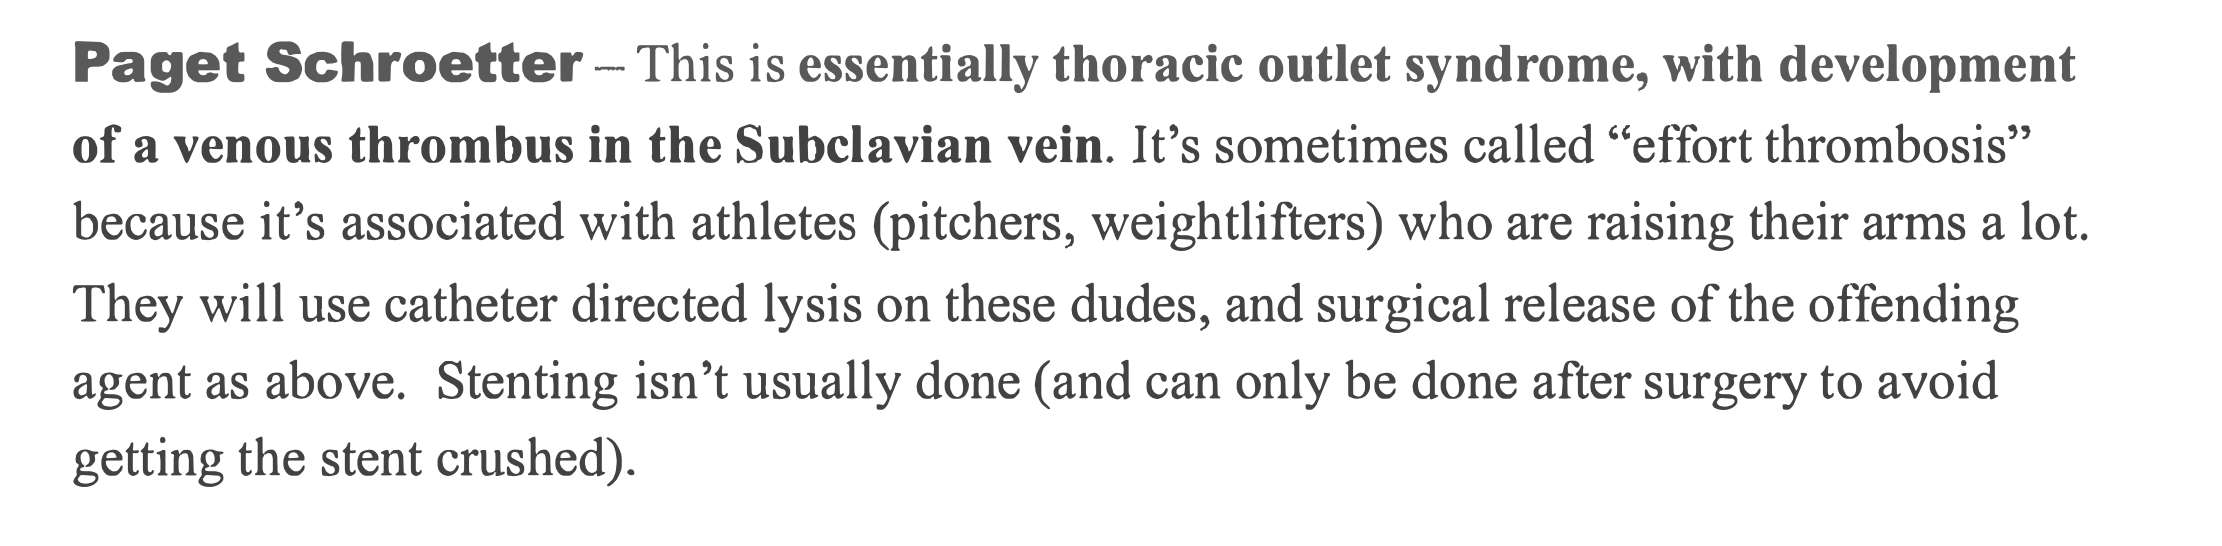 Paget Schroetter – This is essentially thoracic outlet syndrome, with development
of a venous thrombus in the Subclavian vein. It’s sometimes called “effort thrombosis”
because it’s associated with athletes (pitchers, weightlifters) who are raising their arms a lot.
They will use catheter directed lysis on these dudes, and surgical release of the offending
agent as above.  Stenting isn’t usually done (and can only be done after surgery to avoid
getting the stent crushed).